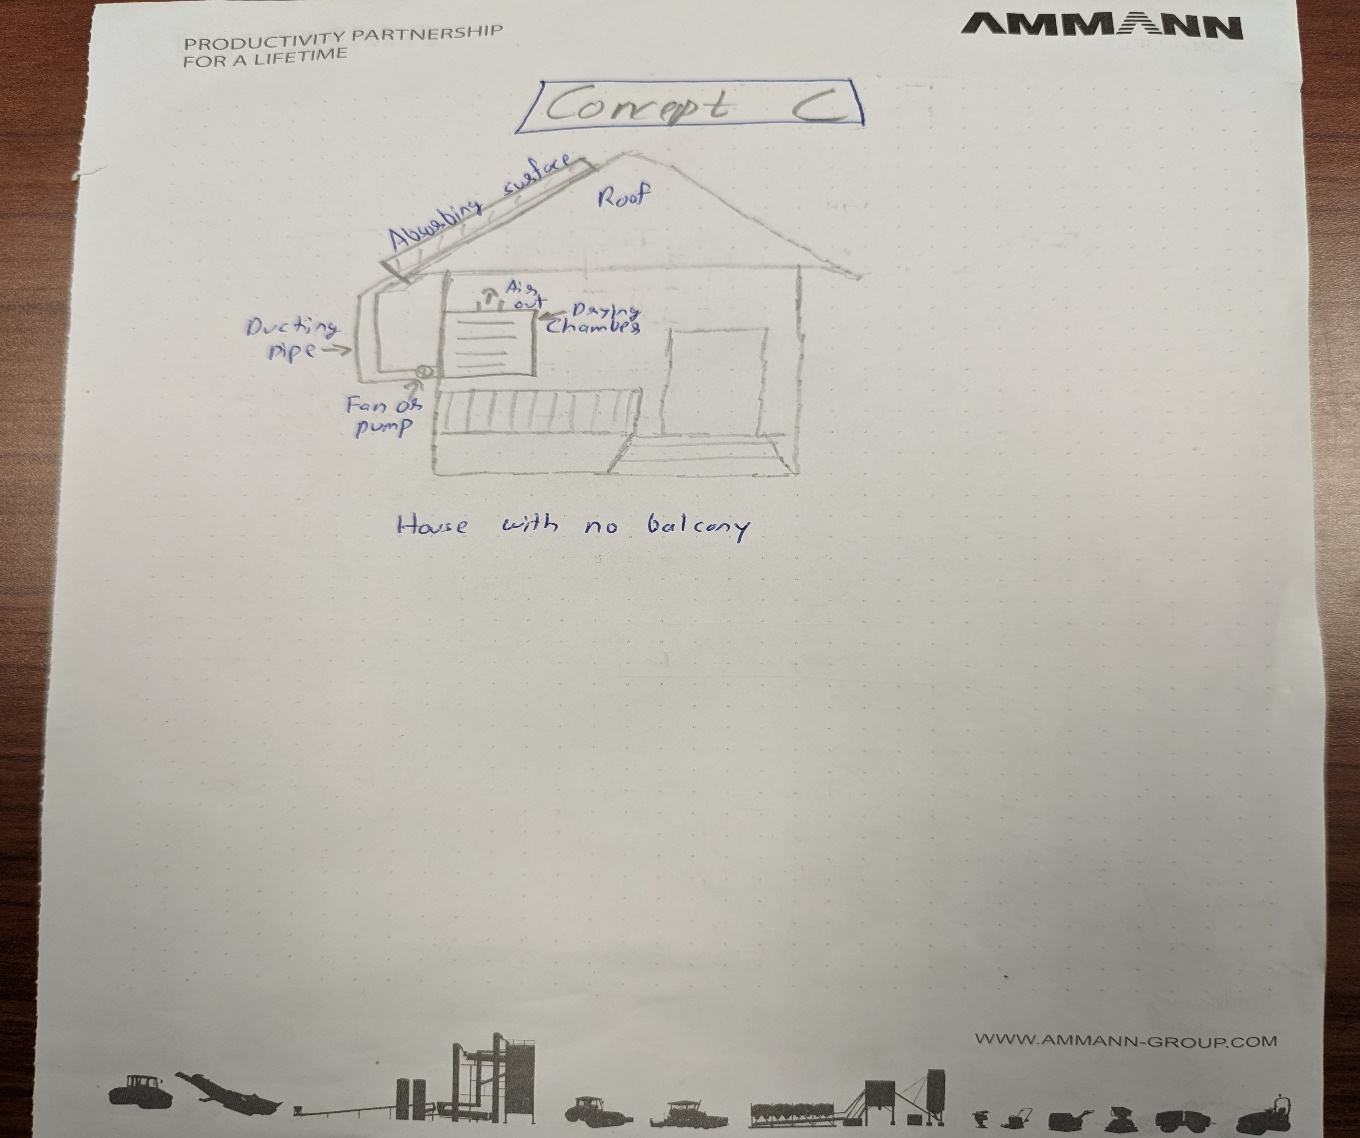 PRODUCTIVITY PARTNERSHIP
FOR A LIFETIME
AMMANN
Concept C
Absorbing surface
Roof
Air
out
Drying
Chamber
Ducting
pipe
Fan or
pump
House with no balcony
WWW.AMMANN-GROUP.COM